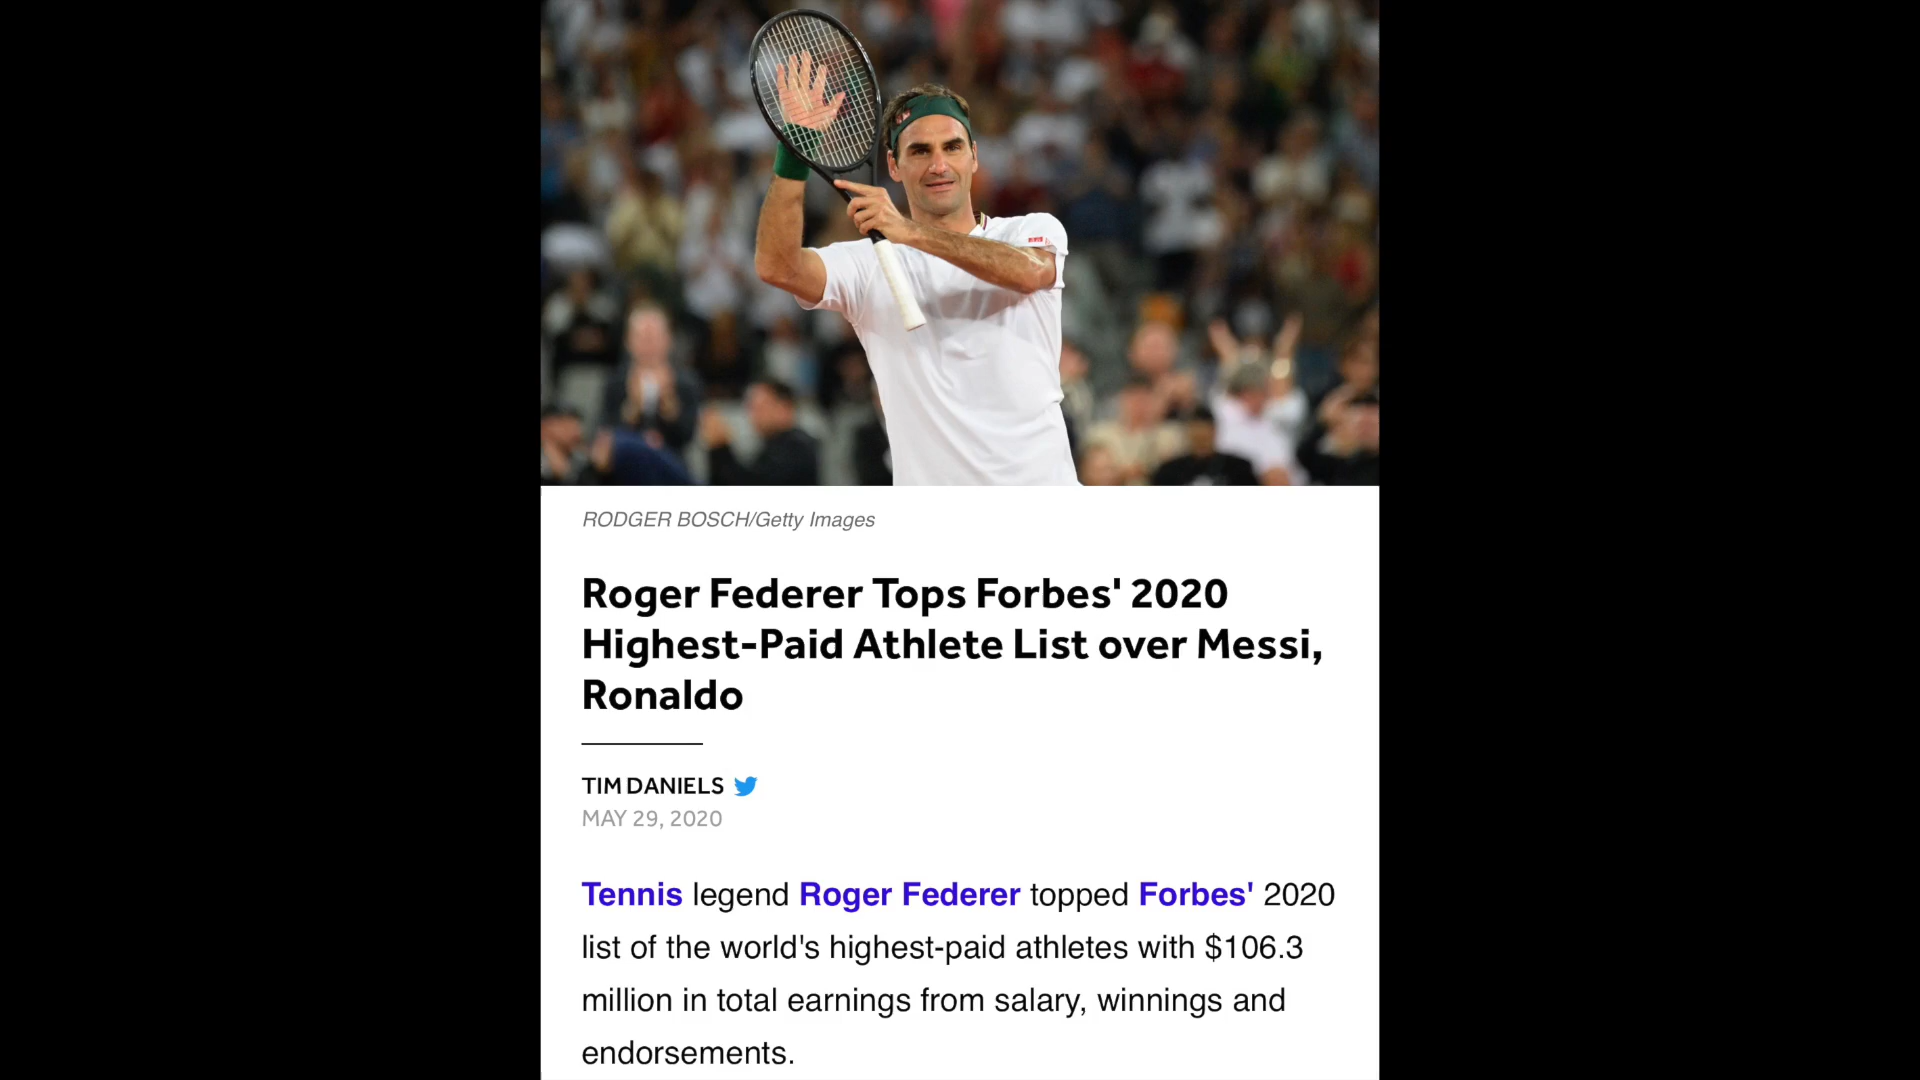 RODGER BOSCH/Getty Images
Roger Federer Tops Forbes' 2020
Highest-Paid Athlete List over Messi,
Ronaldo
TIM DANIELS
MAY 29, 2020
Tennis legend Roger Federer topped Forbes' 2020
list of the world's highest-paid athletes with $106.3
million in total earnings from salary, winnings and
endorsements.